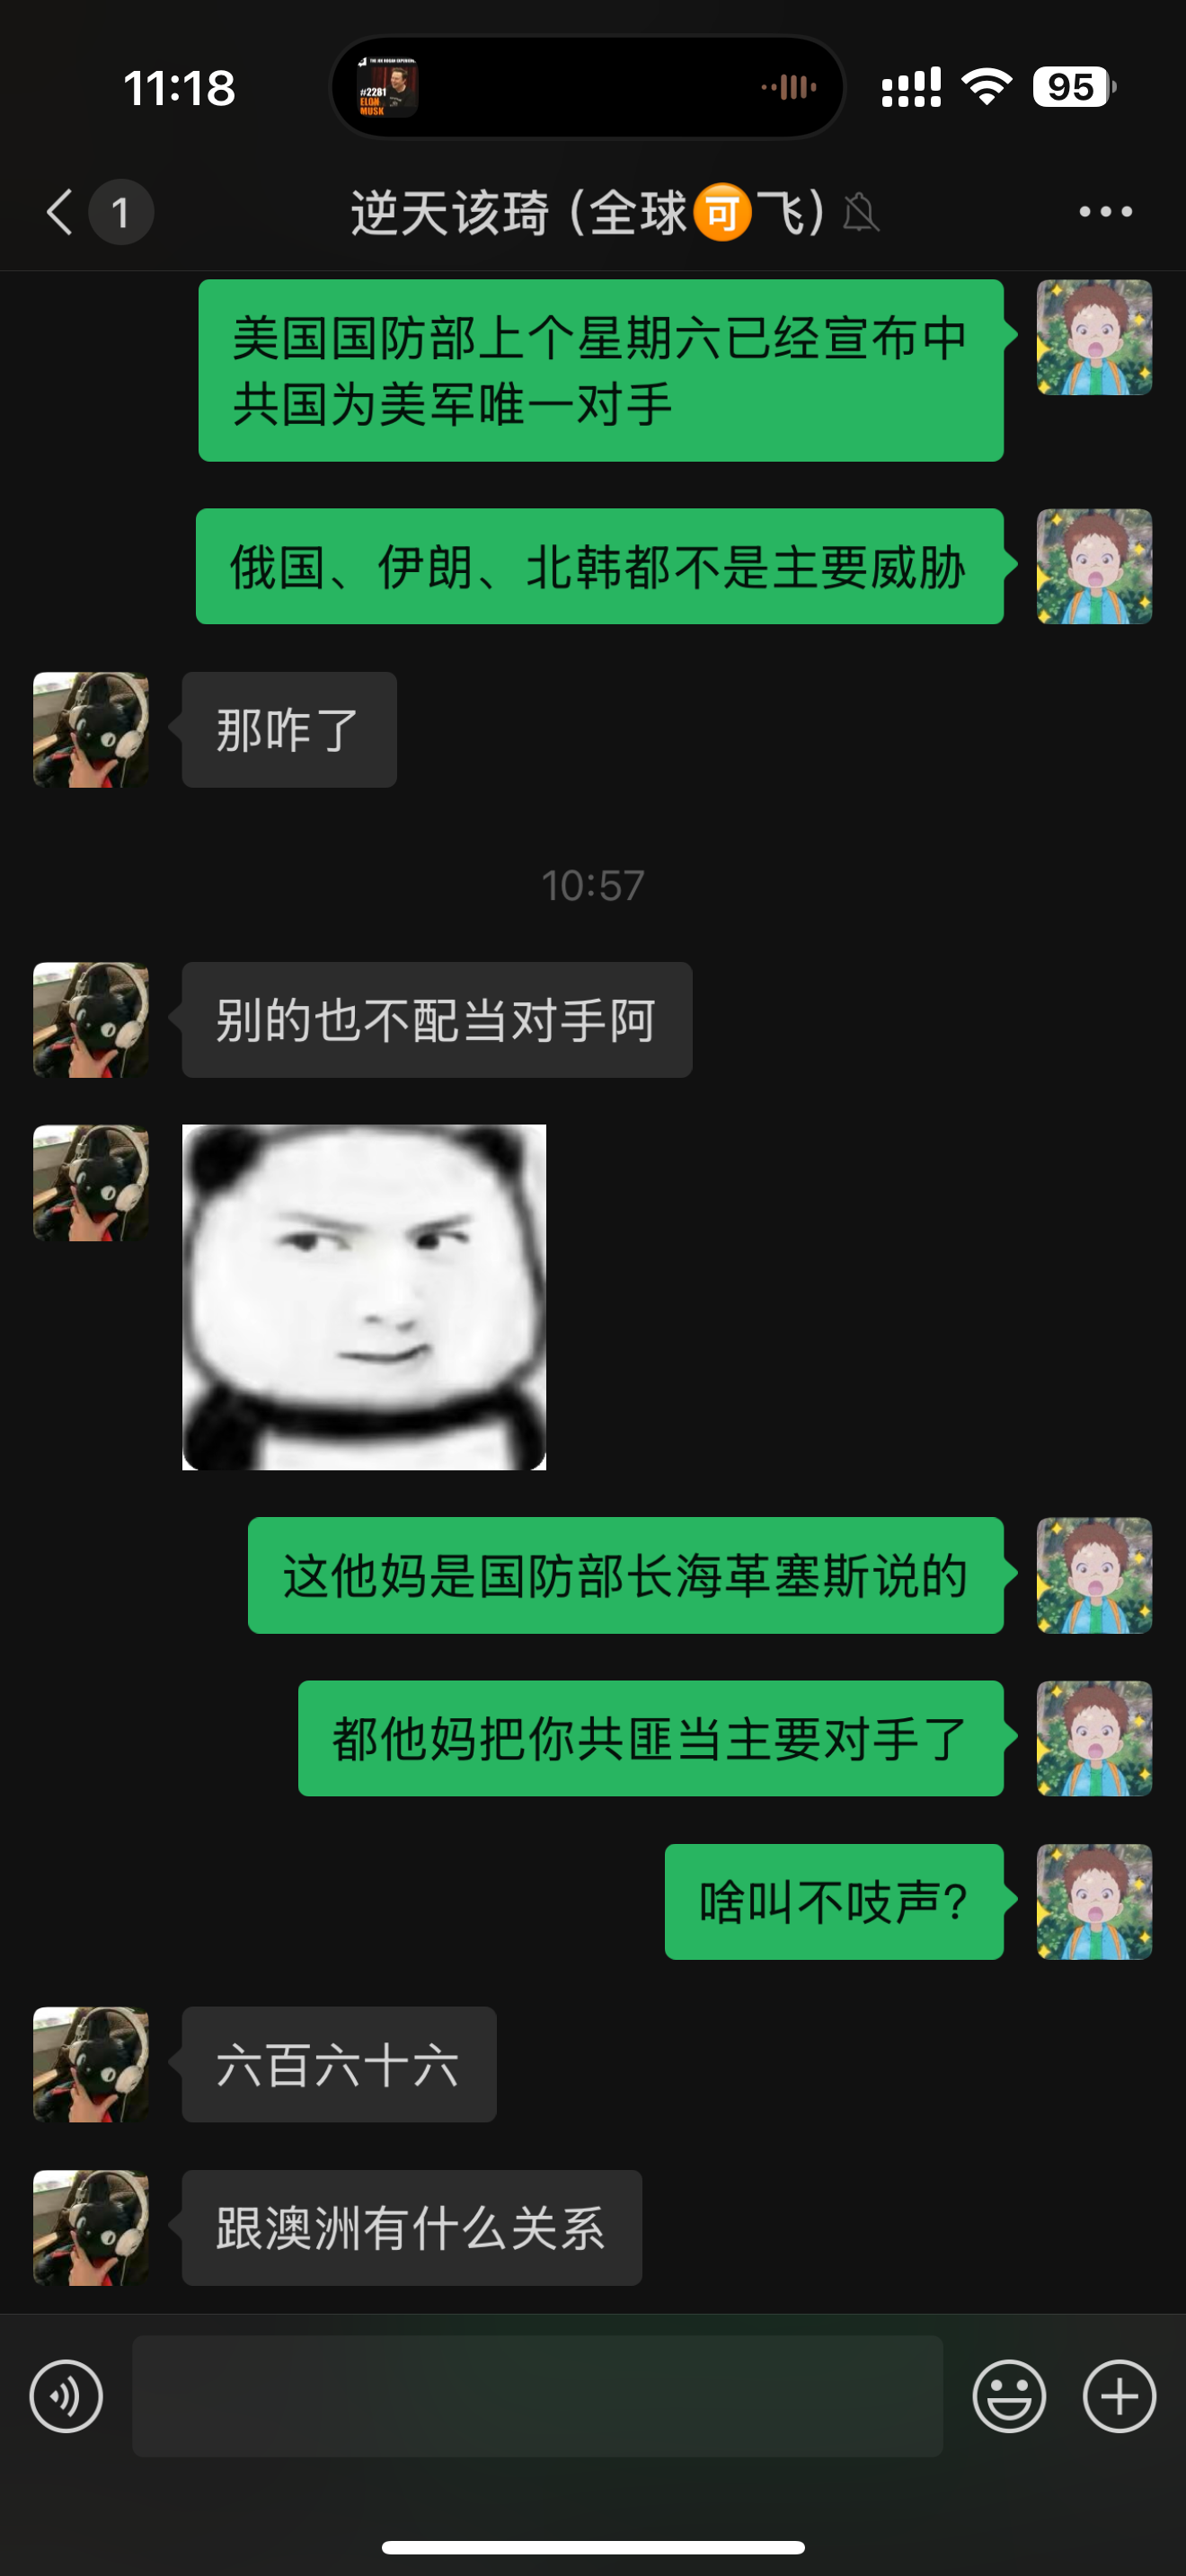 11:18
THE JOE ROGAN EXPERIENCE
#2281
ELON
MUSK
95
1
逆天该琦 (全球🉑飞)
美国国防部上个星期六已经宣布中
共国为美军唯一对手
俄国、伊朗、北韩都不是主要威胁
那咋了
10:57
别的也不配当对手阿
这他妈是国防部长海革塞斯说的
都他妈把你共匪当主要对手了
啥叫不吱声?
六百六十六
跟澳洲有什么关系